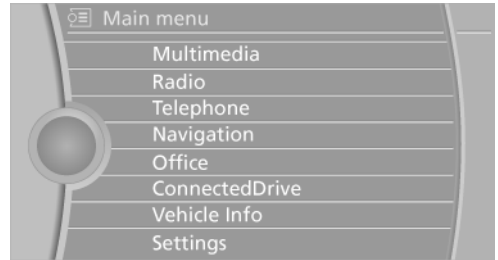 Main menu
Multimedia
Radio
Telephone
Navigation
Office
ConnectedDrive
Vehicle Info
Settings